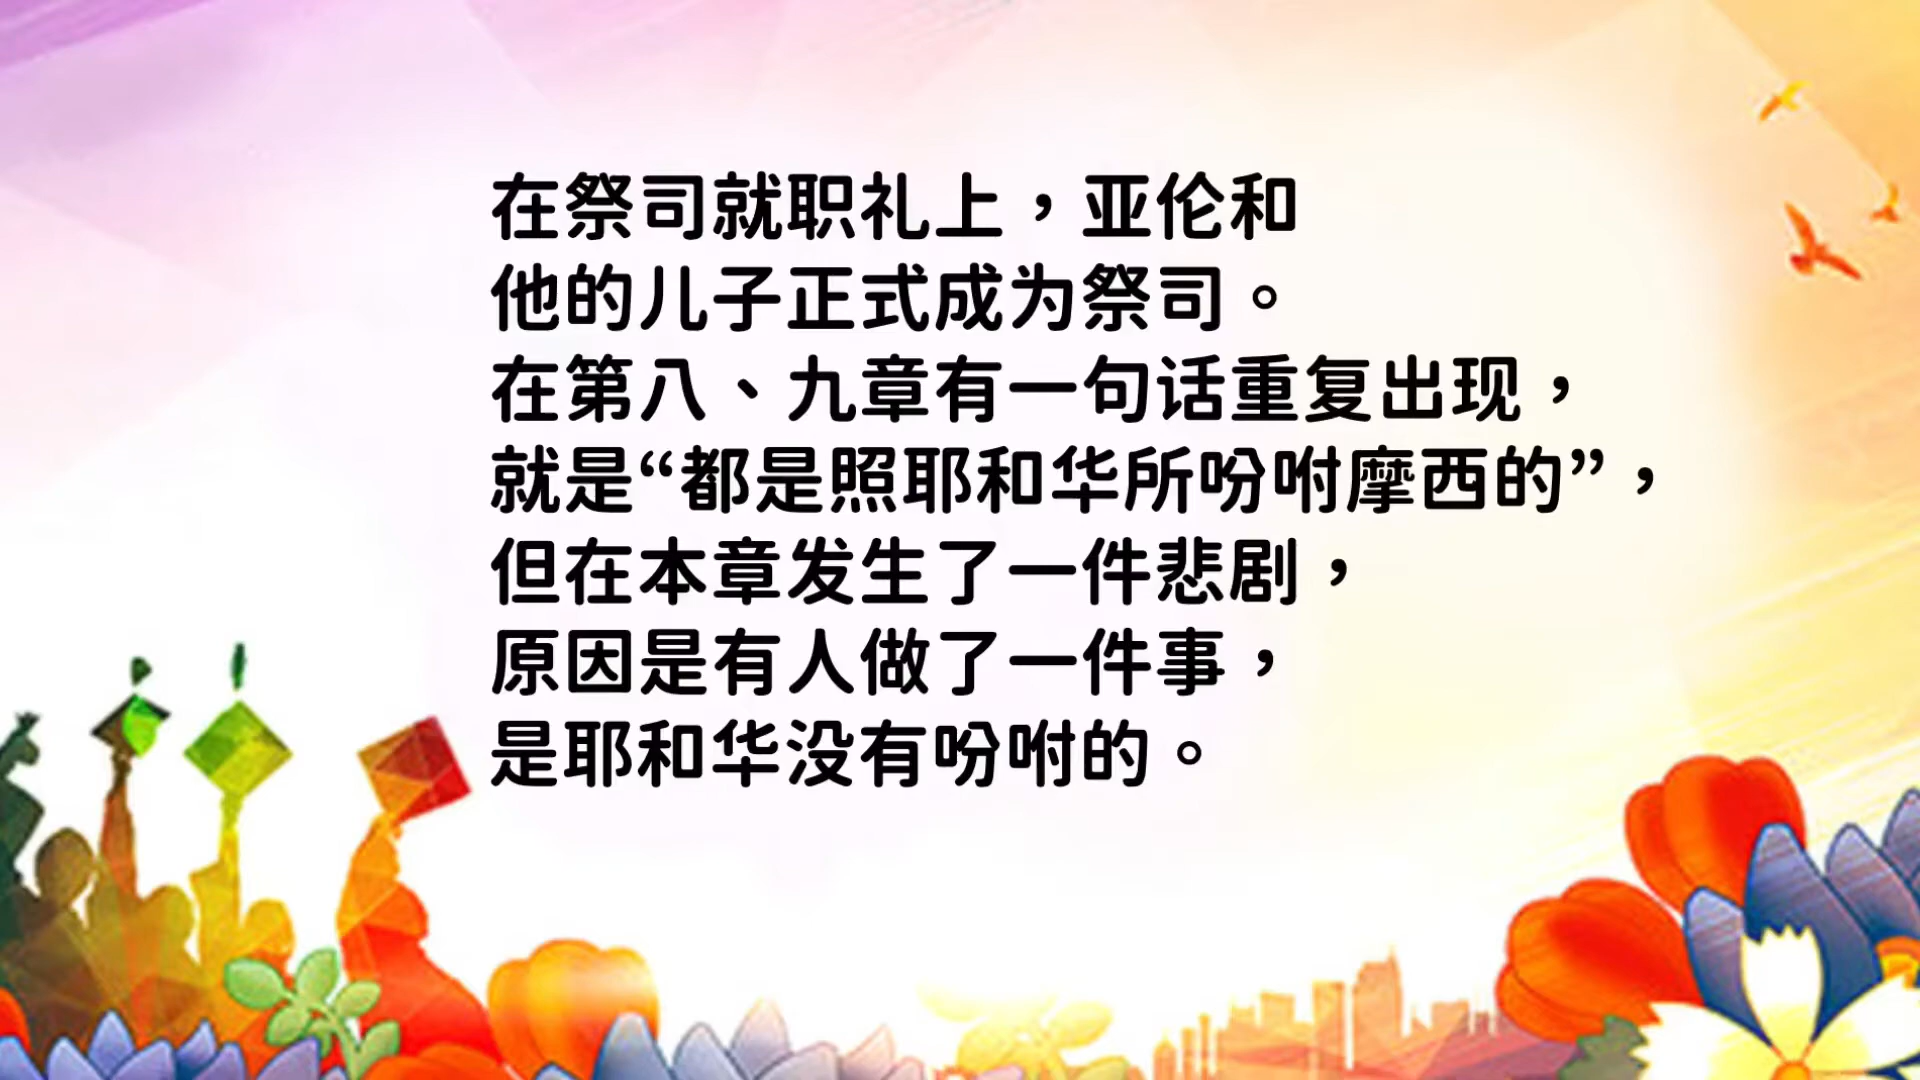 在祭司就职礼上，亚伦和
他的儿子正式成为祭司。
在第八、九章有一句话重复出现，
就是“都是照耶和华所吩咐摩西的”，
但在本章发生了一件悲剧，
原因是有人做了一件事，
是耶和华没有吩咐的。